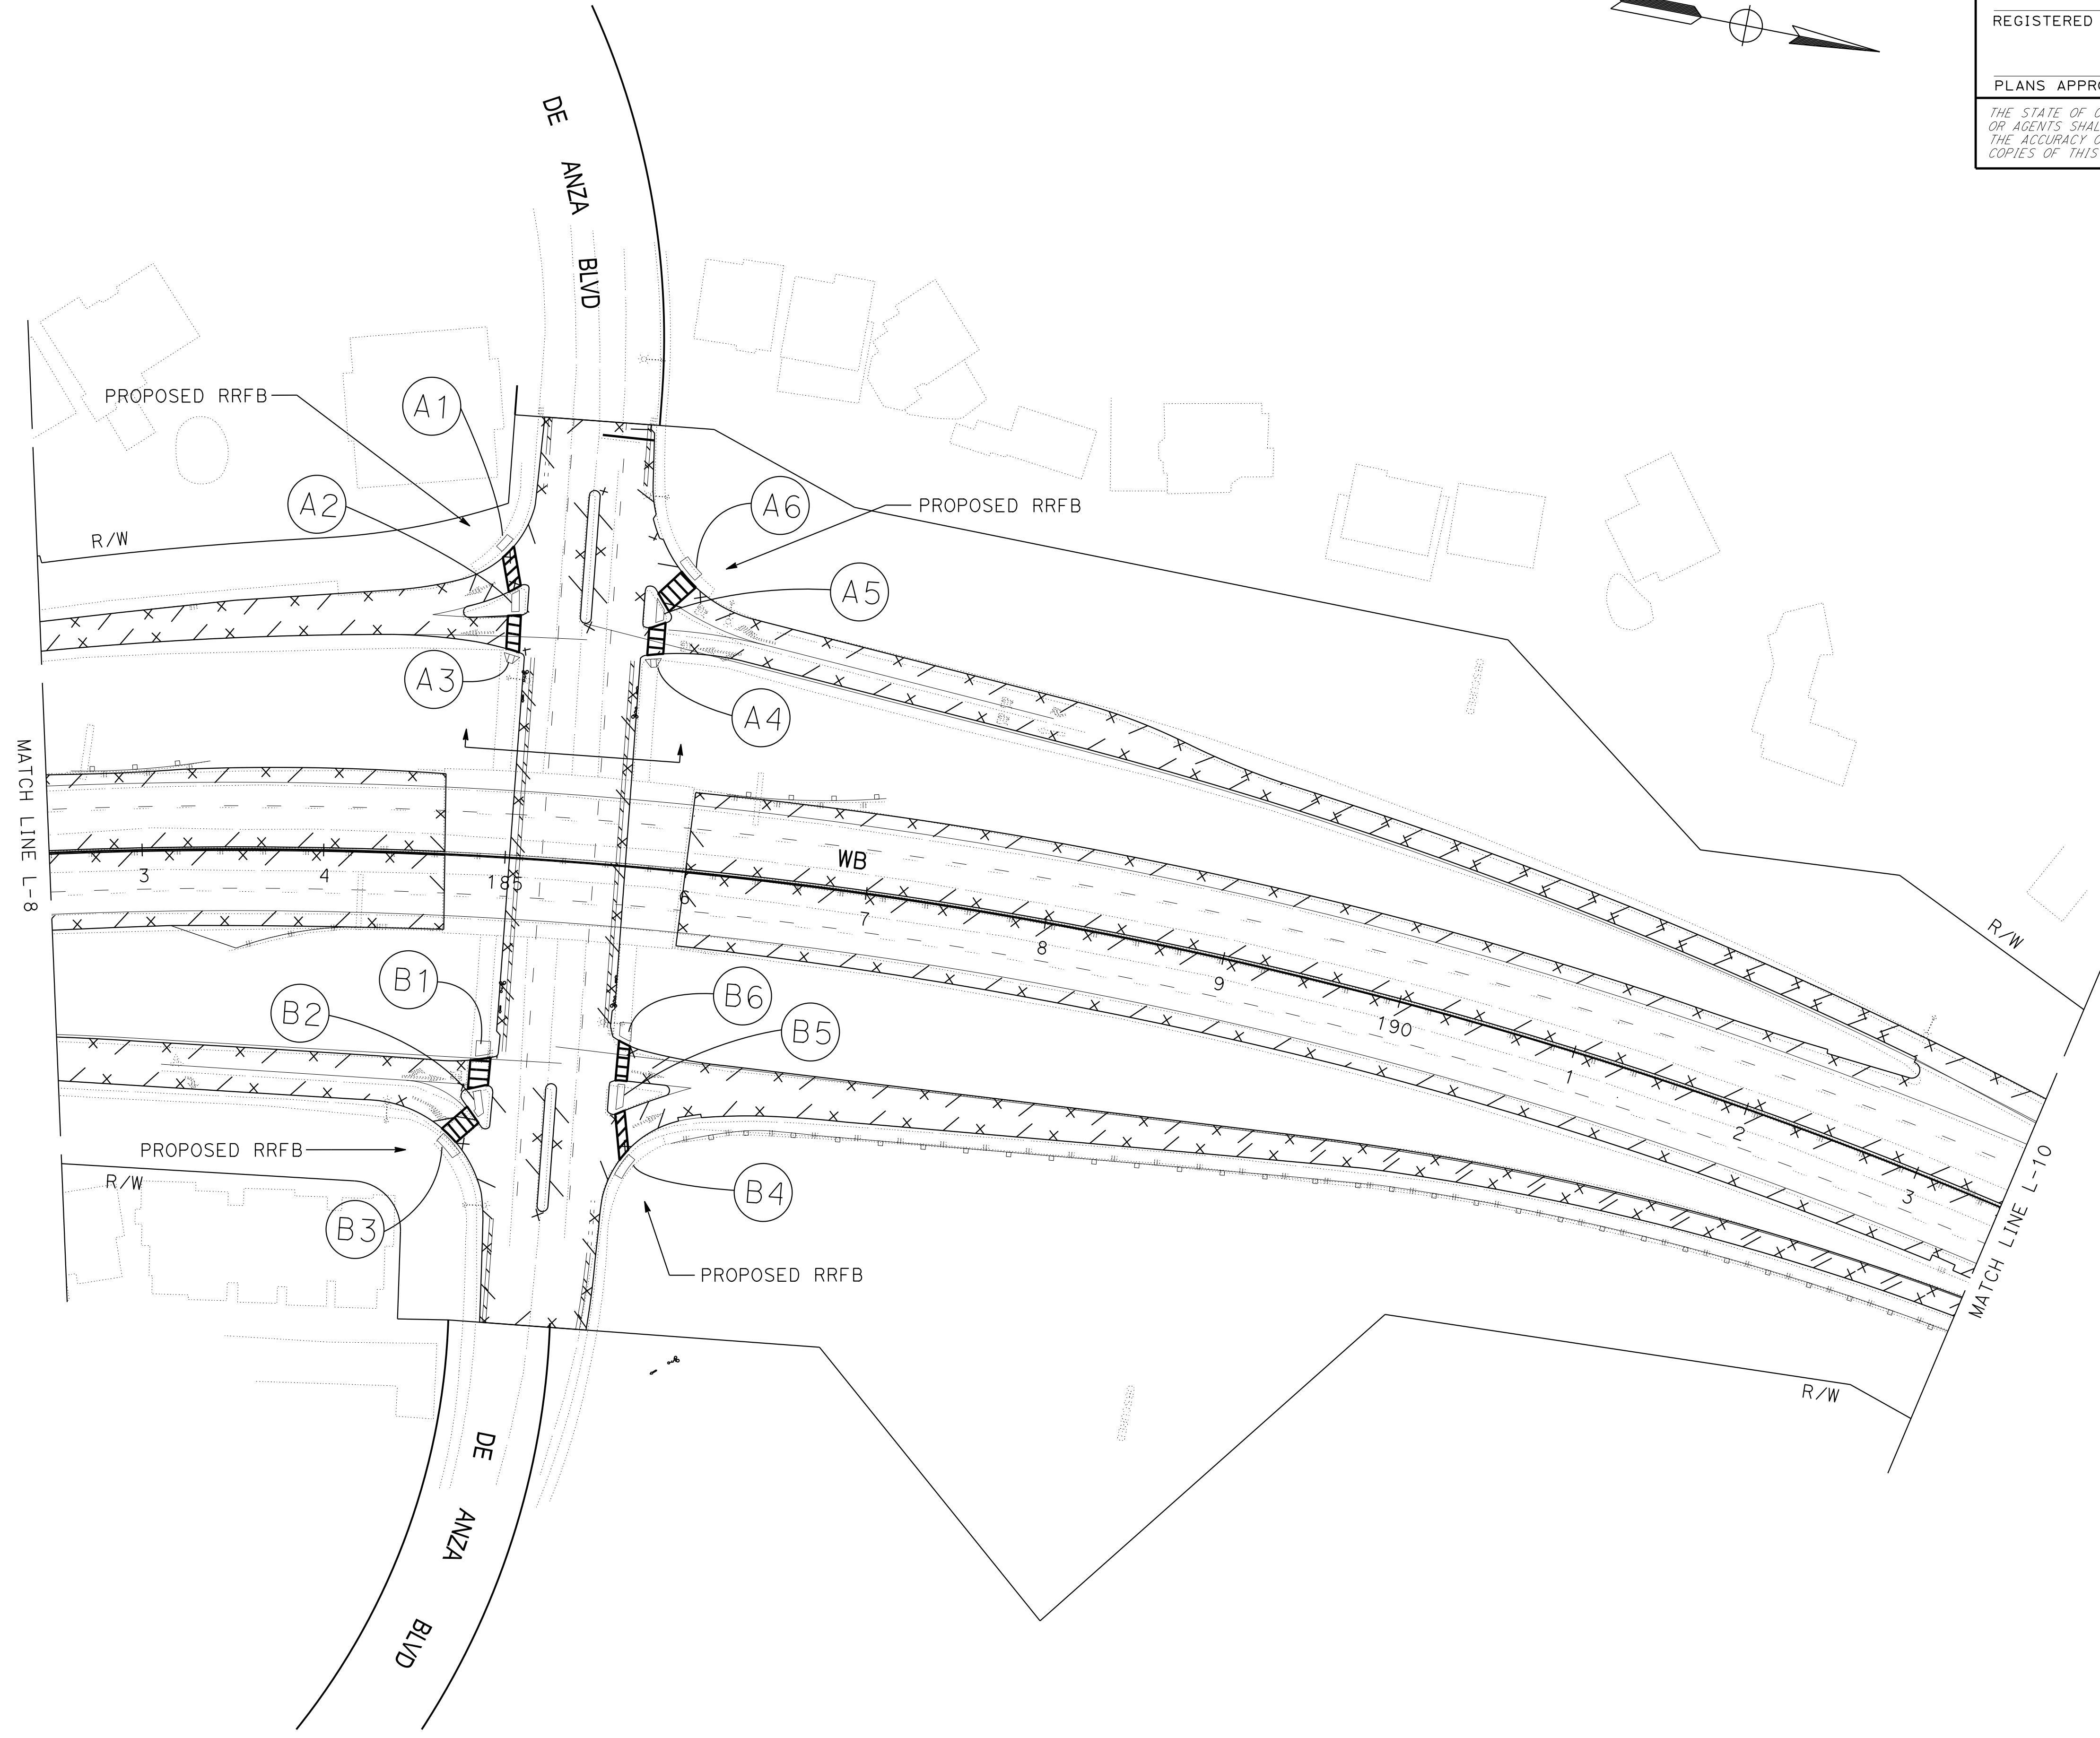 REGISTERED
PLANS APPRO
THE STATE OF C
OR AGENTS SHAL
THE ACCURACY O
COPIES OF THIS
DE ANZA BLVD
PROPOSED RRFB
A1
A2
A6
PROPOSED RRFB
R/W
A5
A3
A4
MATCH LINE L-8
WB
3
4
185
6
7
8
9
190
1
2
3
R/W
B1
B2
B6
B5
PROPOSED RRFB
R/W
B3
B4
PROPOSED RRFB
MATCH LINE L-10
R/W
DE ANZA BLVD